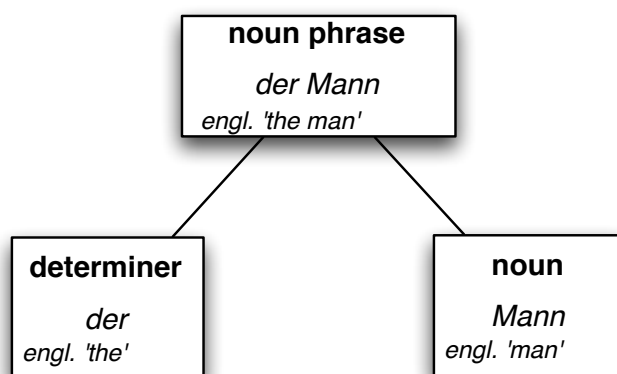 noun phrase
der Mann
engl. 'the man'
determiner
der
engl. 'the'
noun
Mann
engl. 'man'